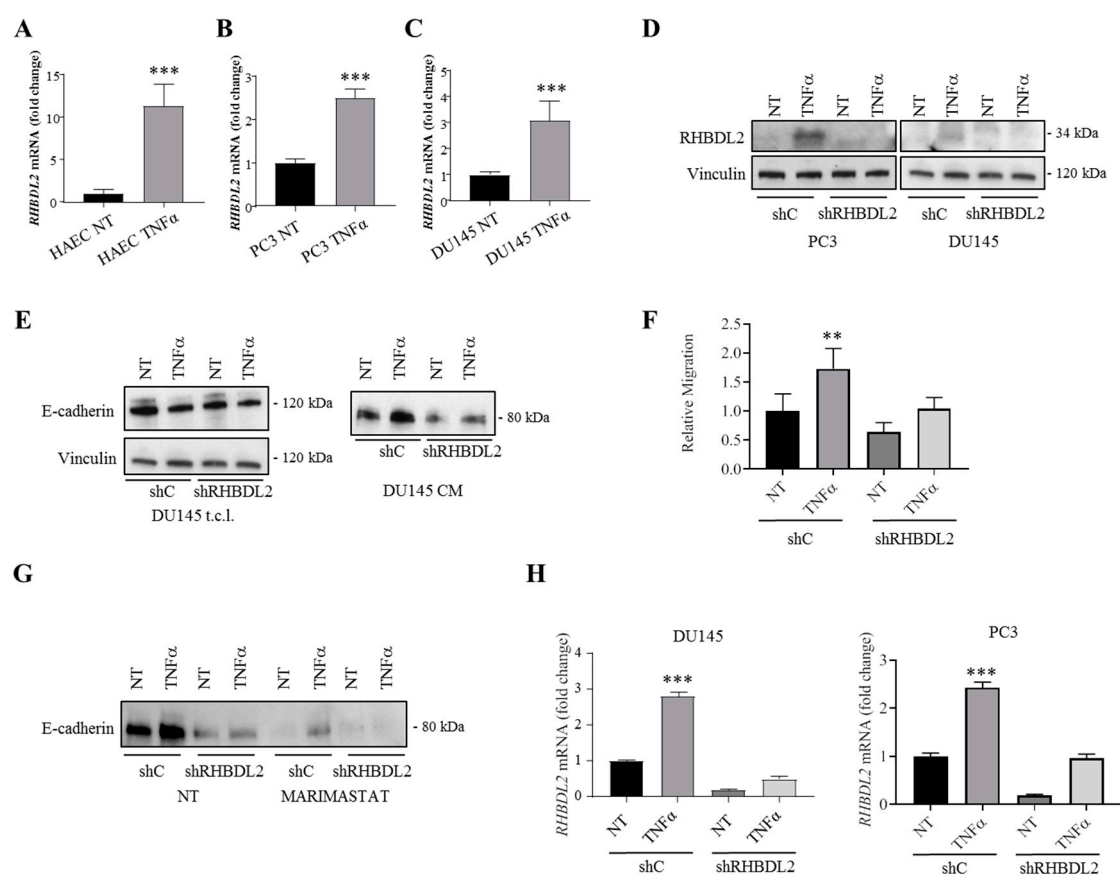 A
RHBDL2 mRNA (fold change)
15
10
5
0
***
HAEC NT
HAEC TNFα
B
RHBDL2 mRNA (fold change)
3
2
1
0
***
PC3 NT
PC3 TNFα
C
RHBDL2 mRNA (fold change)
5
4
3
2
1
0
***
DU145 NT
DU145 TNFα
D
NT
TNFα
NT
TNFα
NT
TNFα
NT
TNFα
RHBDL2
- 34 kDa
Vinculin
- 120 kDa
shC
shRHBDL2
shC
shRHBDL2
PC3
DU145
E
NT
TNFα
NT
TNFα
E-cadherin
- 120 kDa
Vinculin
- 120 kDa
shC
shRHBDL2
DU145 t.c.l.
NT
TNFα
NT
TNFα
- 80 kDa
shC
shRHBDL2
DU145 CM
F
Relative Migration
2.5
2.0
1.5
1.0
0.5
0.0
**
NT
TNFα
NT
TNFα
shC
shRHBDL2
G
NT
TNFα
NT
TNFα
NT
TNFα
NT
TNFα
E-cadherin
- 80 kDa
shC
shRHBDL2
shC
shRHBDL2
NT
MARIMASTAT
H
DU145
RHBDL2 mRNA (fold change)
4
3
2
1
0
***
NT
TNFα
NT
TNFα
shC
shRHBDL2
PC3
RHBDL2 mRNA (fold change)
3
2
1
0
***
NT
TNFα
NT
TNFα
shC
shRHBDL2